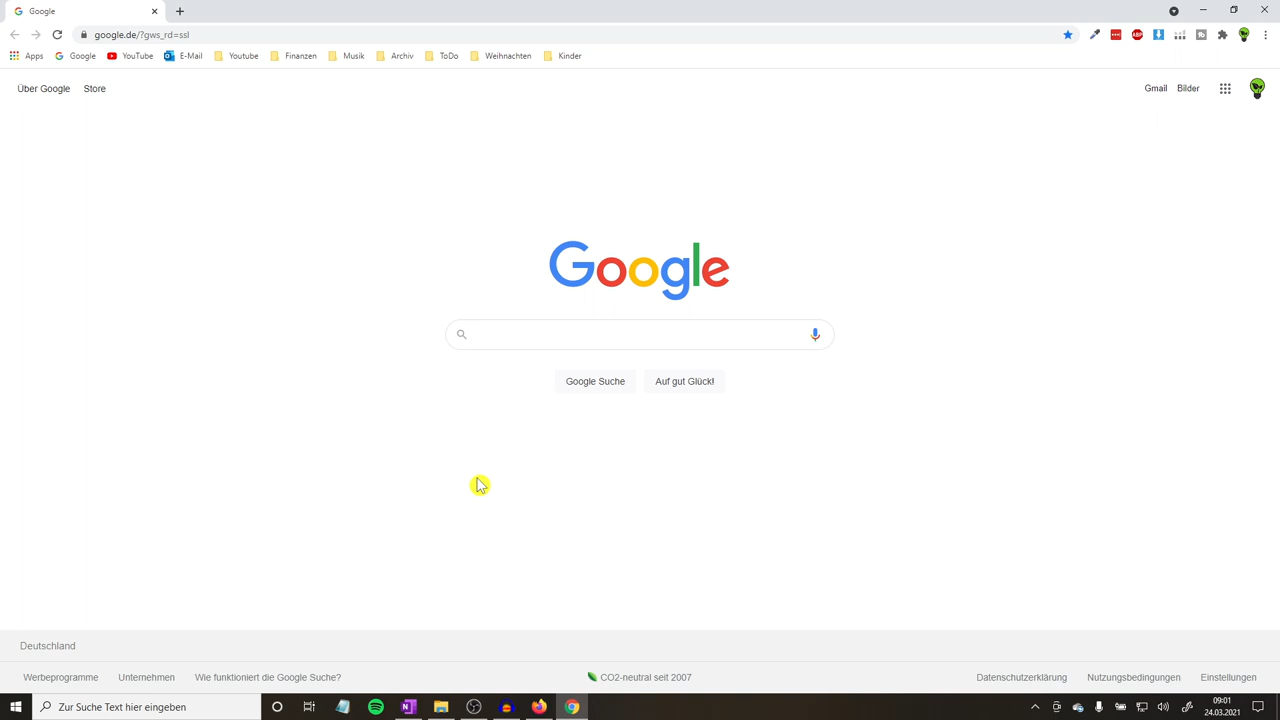 Google
google.de/?gws_rd=ssl
Apps Google YouTube E-Mail Youtube Finanzen Musik Archiv ToDo Weihnachten Kinder
Über Google Store Gmail Bilder
Google
Google Suche Auf gut Glück!
Deutschland
Werbeprogramme Unternehmen Wie funktioniert die Google Suche? CO2-neutral seit 2007 Datenschutzerklärung Nutzungsbedingungen Einstellungen
Zur Suche Text hier eingeben
09:01
24.03.2021
ABP